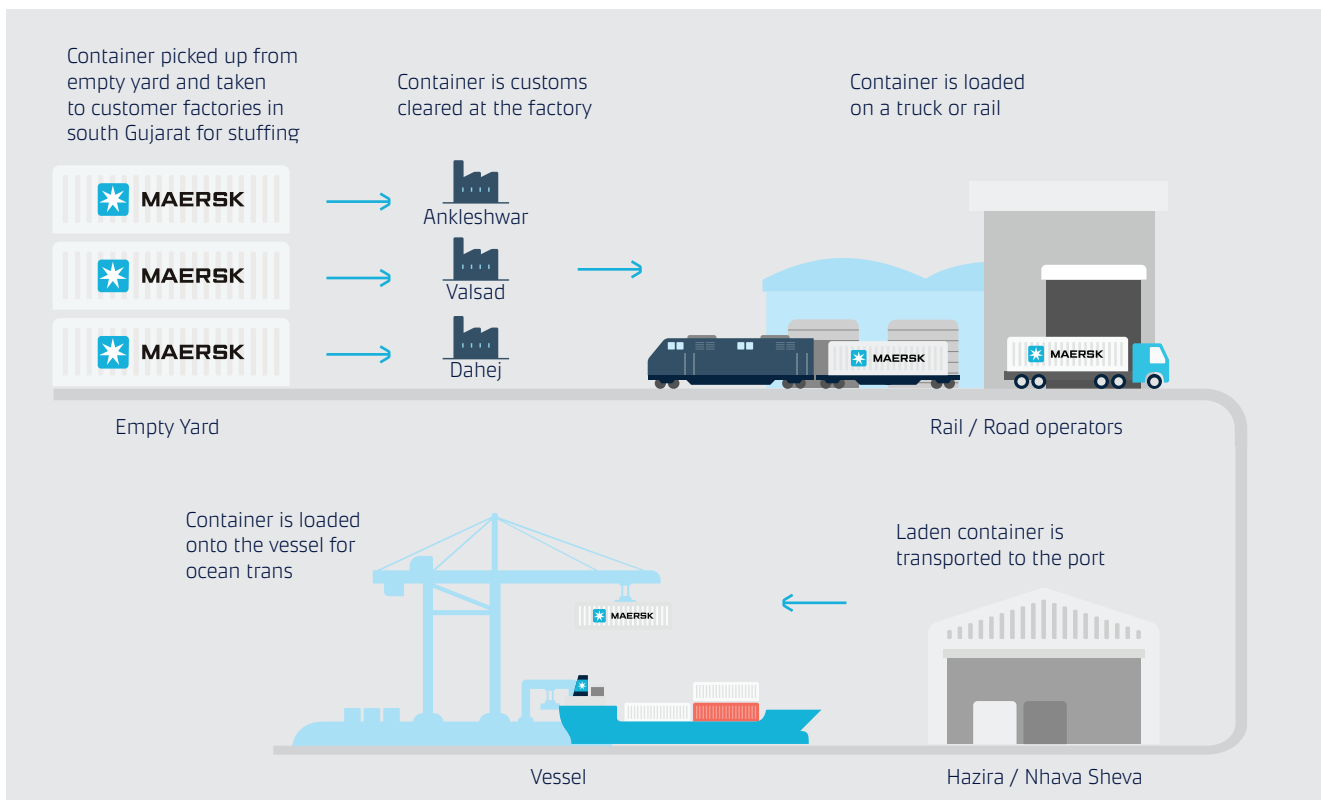 Container picked up from
empty yard and taken
to customer factories in
south Gujarat for stuffing
Container is customs
cleared at the factory
Container is loaded
on a truck or rail
MAERSK
Ankleshwar
MAERSK
Valsad
MAERSK
Dahej
MAERSK
MAERSK
Empty Yard
Rail / Road operators
Container is loaded
onto the vessel for
ocean trans
Laden container is
transported to the port
MAERSK
Vessel
Hazira / Nhava Sheva